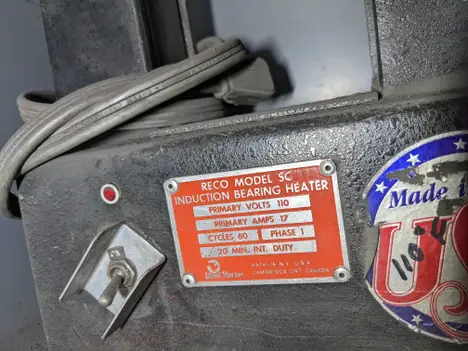 RECO MODEL SC
INDUCTION BEARING HEATER
PRIMARY VOLTS 110
PRIMARY AMPS 17
CYCLES 60 PHASE 1
20 MIN. INT. DUTY
BATAVIA N.Y. U.S.A.
CAMBRIDGE ONT. CANADA
Made in
US
110